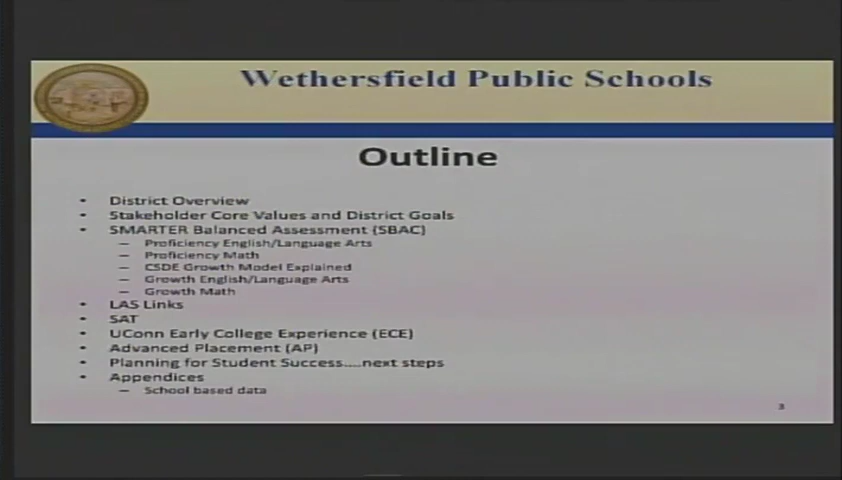 Wethersfield Public Schools
Outline
• District Overview
• Stakeholder Core Values and District Goals
• SMARTER Balanced Assessment (SBAC)
– Proficiency English/Language Arts
– Proficiency Math
– CSDE Growth Model Explained
– Growth English/Language Arts
– Growth Math
• LAS Links
• SAT
• UConn Early College Experience (ECE)
• Advanced Placement (AP)
• Planning for Student Success....next steps
• Appendices
– School based data
3